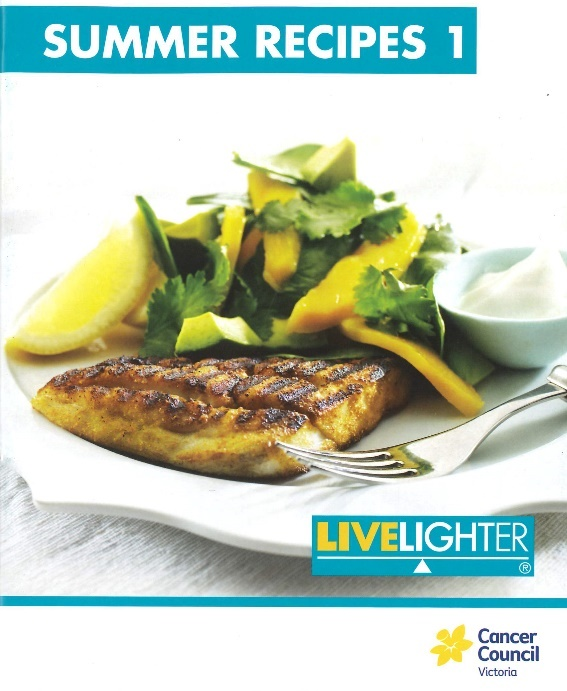 SUMMER RECIPES 1
LIVELIGHTER
®
Cancer
Council
Victoria